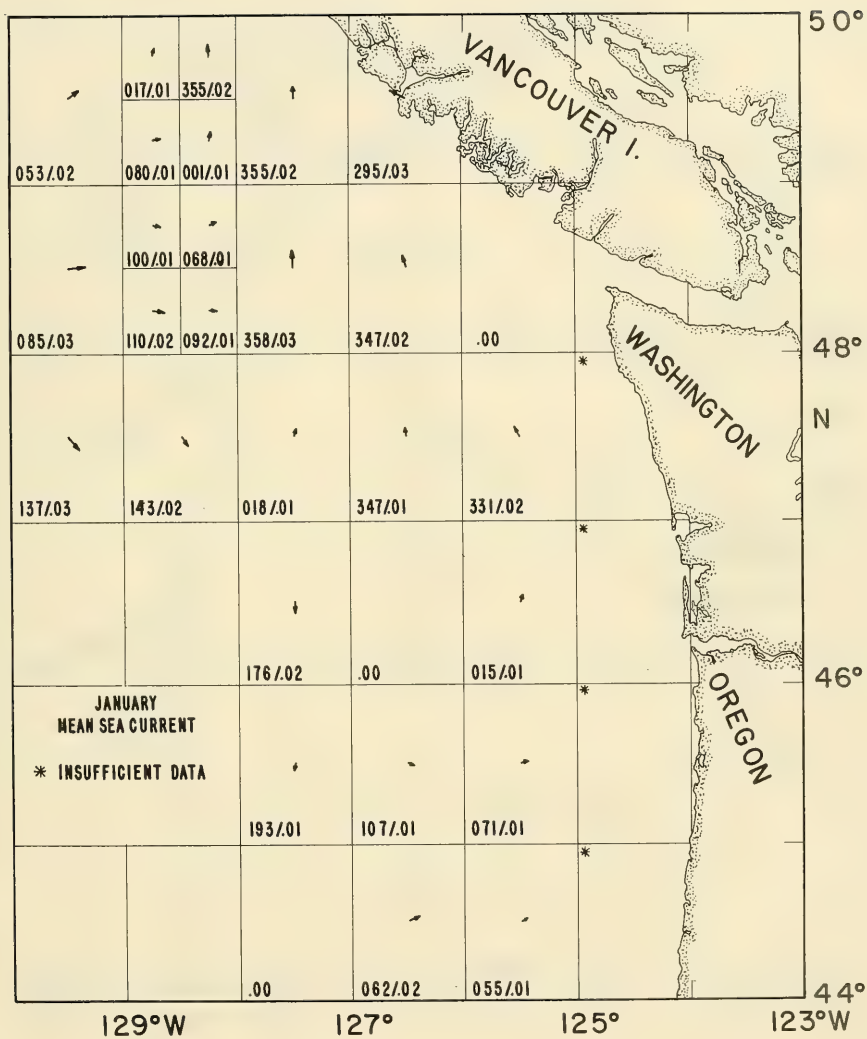 50°
VANCOUVER I.
017/.01 355/.02
053/.02 080/.01 001/.01 355/.02 295/.03
100/.01 068/.01
085/.03 110/.02 092/.01 358/.03 347/.02 .00
48°
*
WASHINGTON
N
137/.03 143/.02 018/.01 347/.01 331/.02
*
176/.02 .00 015/.01
46°
*
OREGON
JANUARY
MEAN SEA CURRENT
* INSUFFICIENT DATA
193/.01 107/.01 071/.01
*
.00 062/.02 055/.01
44°
129°W 127° 125° 123°W